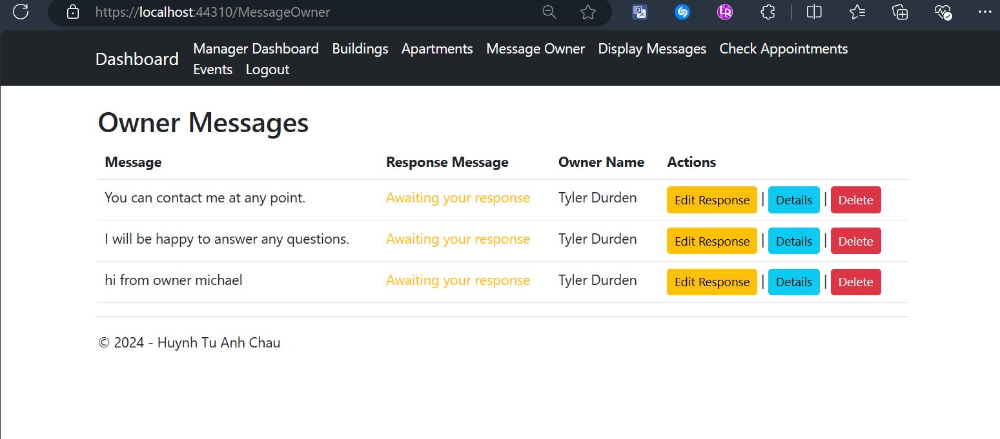 https://localhost:44310/MessageOwner
Dashboard
Manager Dashboard Buildings Apartments Message Owner Display Messages Check Appointments
Events Logout
Owner Messages
Message Response Message Owner Name Actions
You can contact me at any point. Awaiting your response Tyler Durden Edit Response | Details | Delete
I will be happy to answer any questions. Awaiting your response Tyler Durden Edit Response | Details | Delete
hi from owner michael Awaiting your response Tyler Durden Edit Response | Details | Delete
© 2024 - Huynh Tu Anh Chau